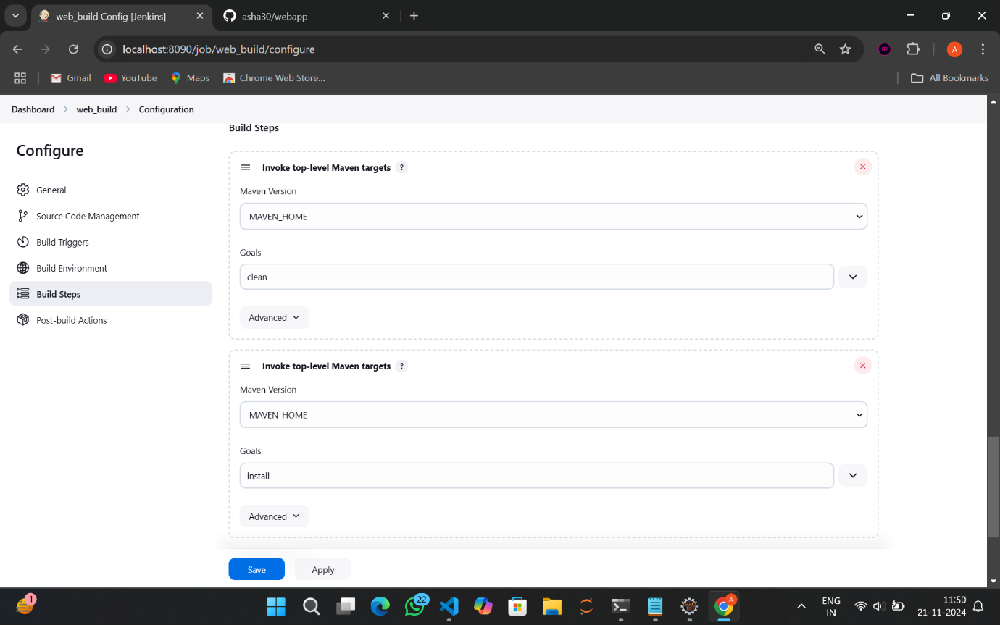 web_build Config [Jenkins]
asha30/webapp
localhost:8090/job/web_build/configure
A
Gmail
YouTube
Maps
Chrome Web Store...
All Bookmarks
Dashboard
web_build
Configuration
Configure
General
Source Code Management
Build Triggers
Build Environment
Build Steps
Post-build Actions
Build Steps
Invoke top-level Maven targets ?
Maven Version
MAVEN_HOME
Goals
clean
Advanced
Invoke top-level Maven targets ?
Maven Version
MAVEN_HOME
Goals
install
Advanced
Save
Apply
1
22
A
ENG
IN
11:50
21-11-2024